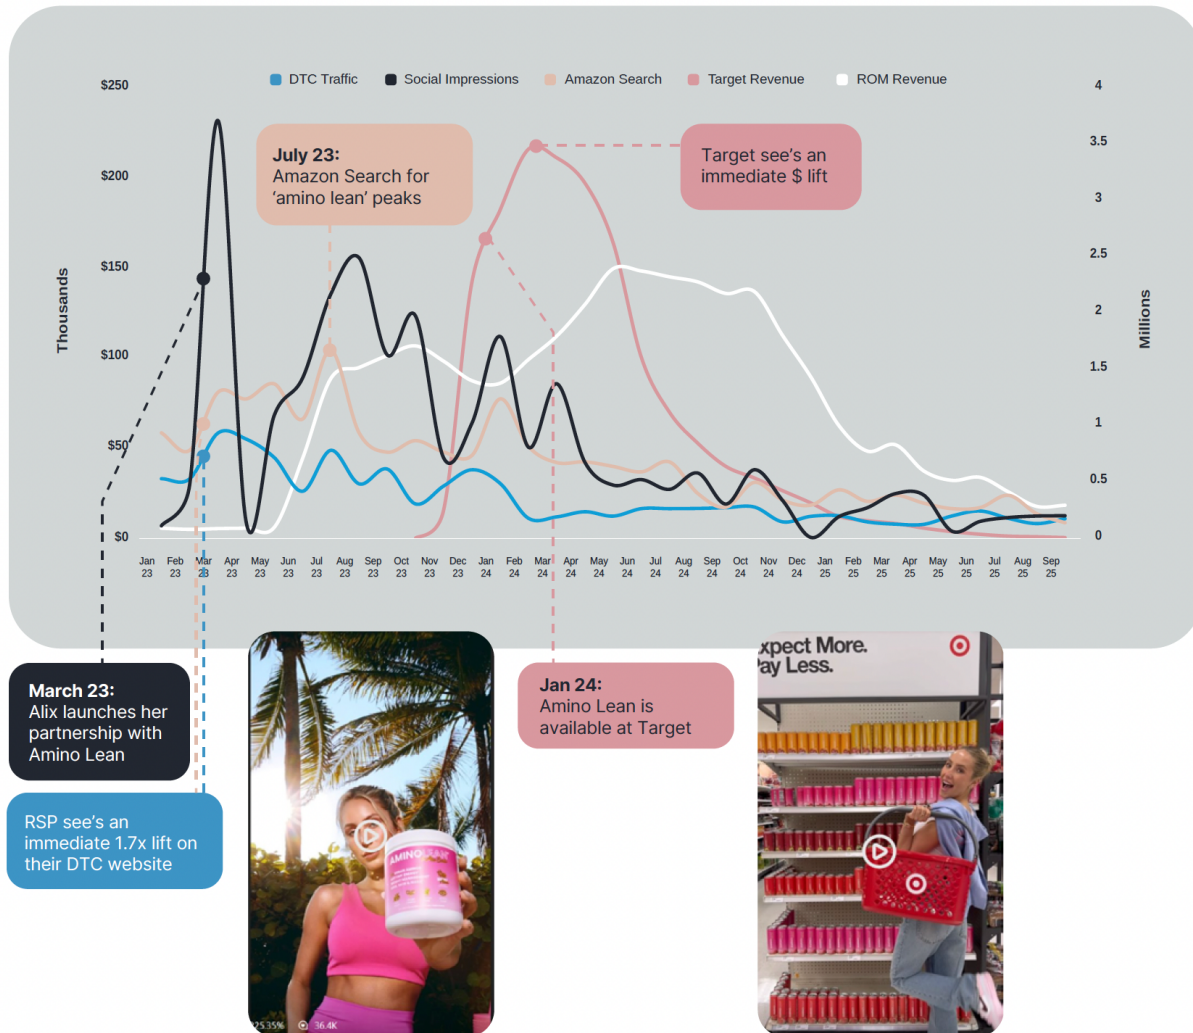 DTC Traffic Social Impressions Amazon Search Target Revenue ROM Revenue
$250
$200
$150
$100
$50
$0
Thousands
4
3.5
3
2.5
2
1.5
1
0.5
0
Millions
July 23:
Amazon Search for
‘amino lean’ peaks
Target see’s an
immediate $ lift
Jan Feb Mar Apr May Jun Jul Aug Sep Oct Nov Dec Jan Feb Mar Apr May Jun Jul Aug Sep Oct Nov Dec Jan Feb Mar Apr May Jun Jul Aug Sep
23 23 23 23 23 23 23 23 23 23 23 23 24 24 24 24 24 24 24 24 24 24 24 24 25 25 25 25 25 25 25 25 25
March 23:
Alix launches her
partnership with
Amino Lean
RSP see’s an
immediate 1.7x lift on
their DTC website
Jan 24:
Amino Lean is
available at Target
AMINOLEAN
25.35% 36.4K
xpect More.
Pay Less.